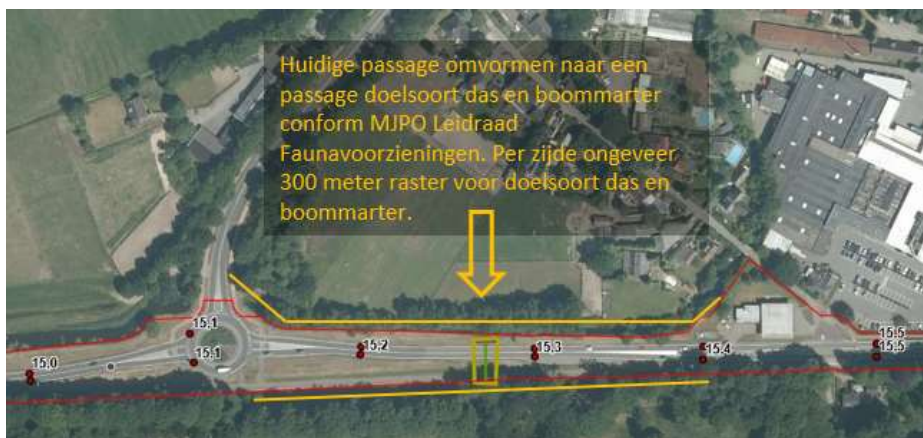 Huidige passage omvormen naar een
passage doelsoort das en boommarter
conform MJPO Leidraad
Faunavoorzieningen. Per zijde ongeveer
300 meter raster voor doelsoort das en
boommarter.
15,1
15,2
15,3
15,4
15,5
15,5
15,0
15,1